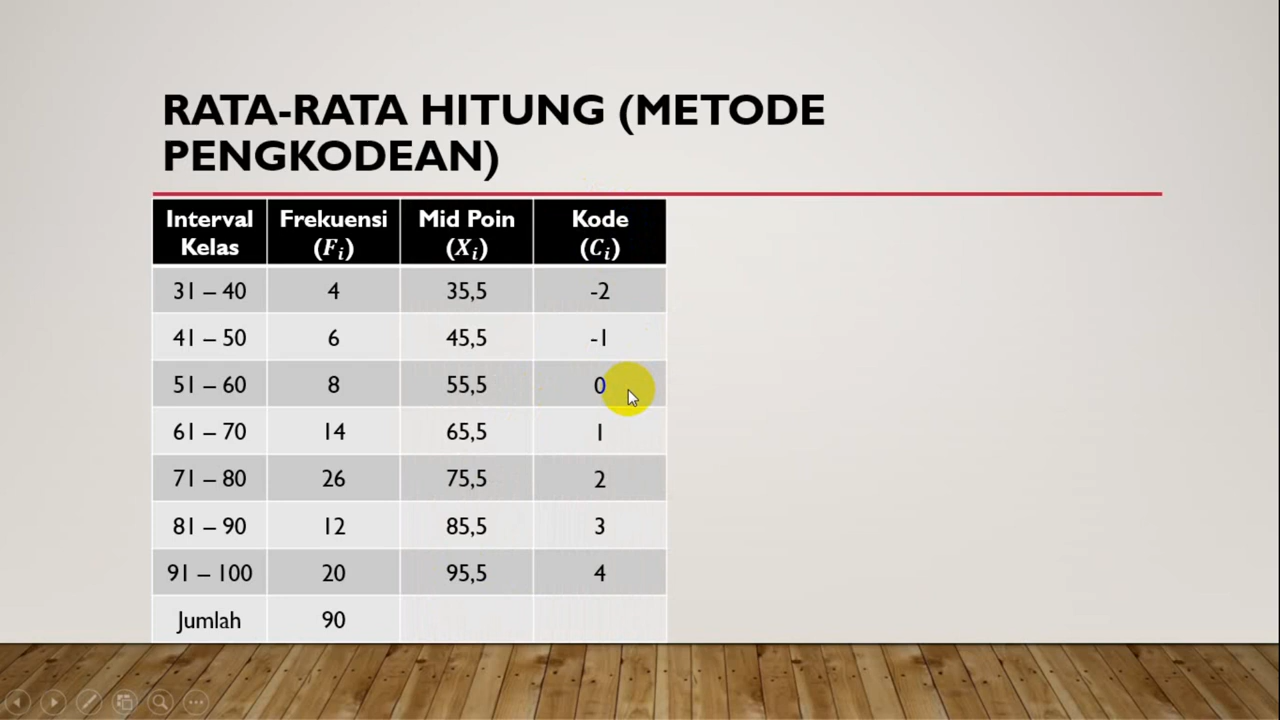 RATA-RATA HITUNG (METODE
PENGKODEAN)
Interval Kelas Frekuensi (Fᵢ) Mid Poin (Xᵢ) Kode (Cᵢ)
31 – 40 4 35,5 -2
41 – 50 6 45,5 -1
51 – 60 8 55,5 0
61 – 70 14 65,5 1
71 – 80 26 75,5 2
81 – 90 12 85,5 3
91 – 100 20 95,5 4
Jumlah 90